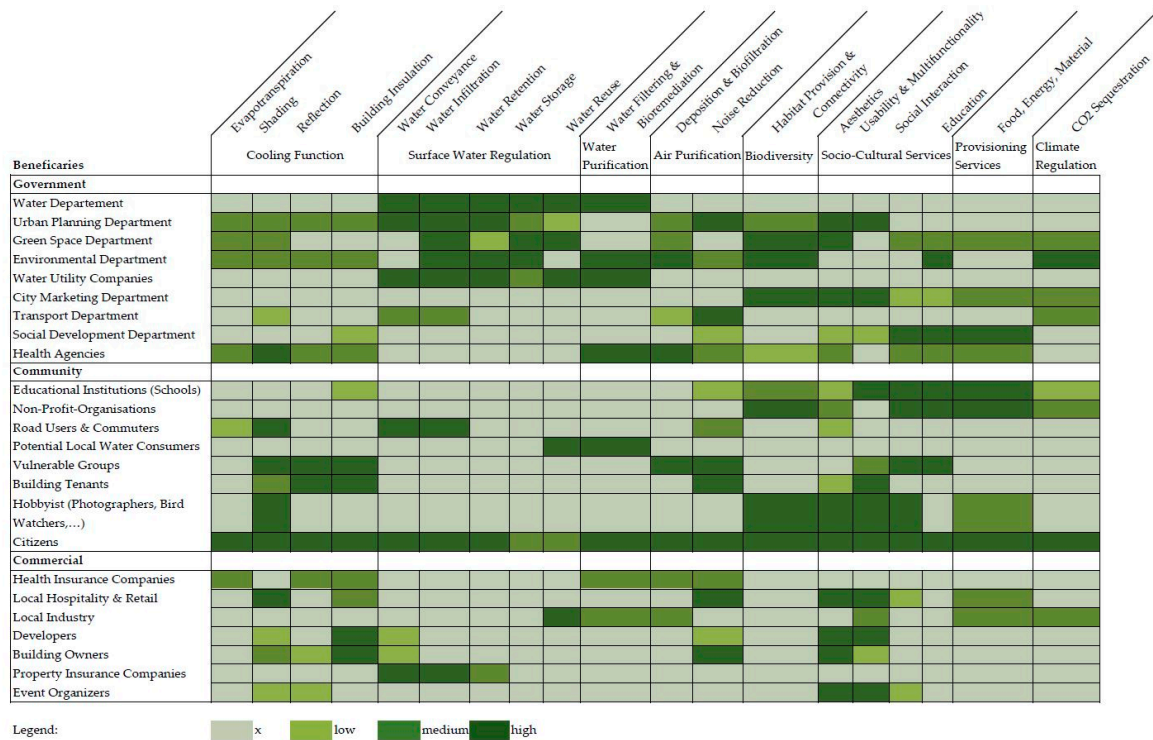 Evaprotranspiration
Shading
Reflection
Building Insulation
Water Conveyance
Water Infiltration
Water Retention
Water Storage
Water Reuse
Water Filtering &
Bioremediation
Deposition & Biofiltration
Noise Reduction
Habitat Provision &
Connectivity
Aesthetics
Usability & Multifunctionality
Social Interaction
Education
Food, Energy, Material
CO2 Sequestration
Beneficaries
Cooling Function
Surface Water Regulation
Water
Purification
Air Purification
Biodiversity
Socio-Cultural Services
Provisioning
Services
Climate
Regulation
Government
Water Departement
Urban Planning Department
Green Space Department
Environmental Department
Water Utility Companies
City Marketing Department
Transport Department
Social Development Department
Health Agencies
Community
Educational Institutions (Schools)
Non-Profit-Organisations
Road Users & Commuters
Potential Local Water Consumers
Vulnerable Groups
Building Tenants
Hobbyist (Photographers, Bird
Watchers,…)
Citizens
Commercial
Health Insurance Companies
Local Hospitality & Retail
Local Industry
Developers
Building Owners
Property Insurance Companies
Event Organizers
Legend: x low medium high